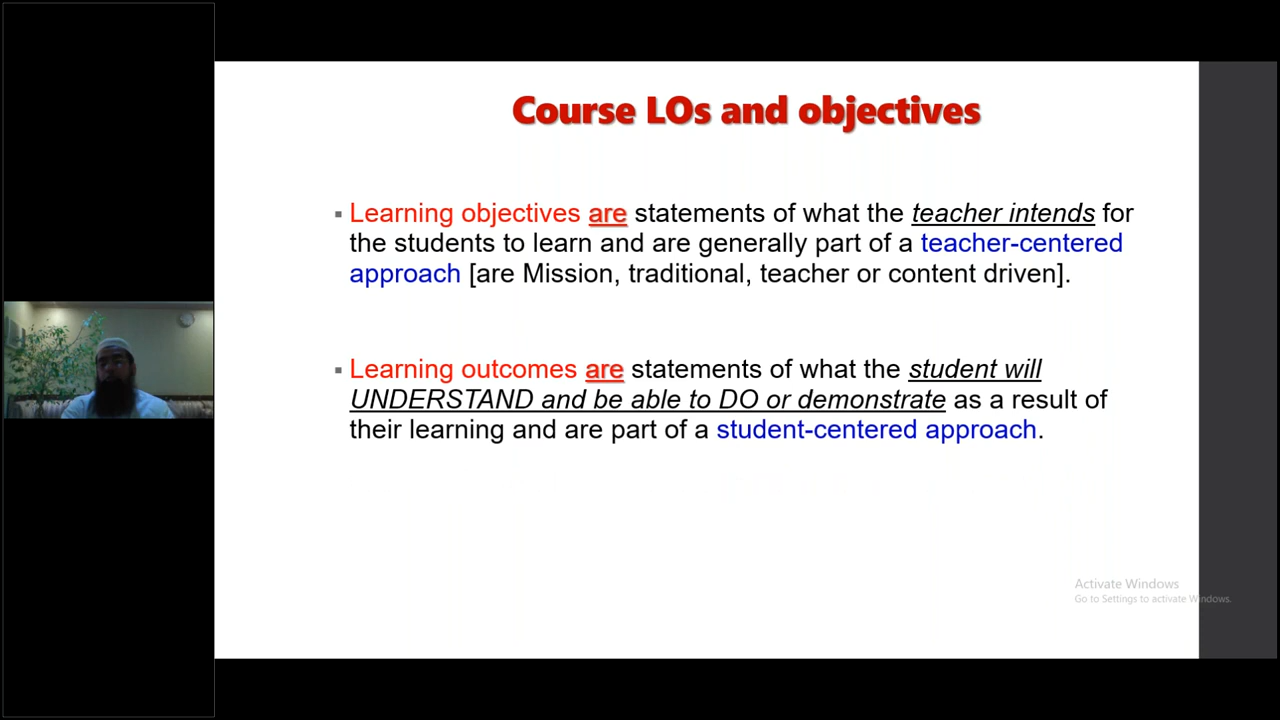 Course LOs and objectives
▪ Learning objectives are statements of what the teacher intends for
the students to learn and are generally part of a teacher-centered
approach [are Mission, traditional, teacher or content driven].
▪ Learning outcomes are statements of what the student will
UNDERSTAND and be able to DO or demonstrate as a result of
their learning and are part of a student-centered approach.
Activate Windows
Go to Settings to activate Windows.